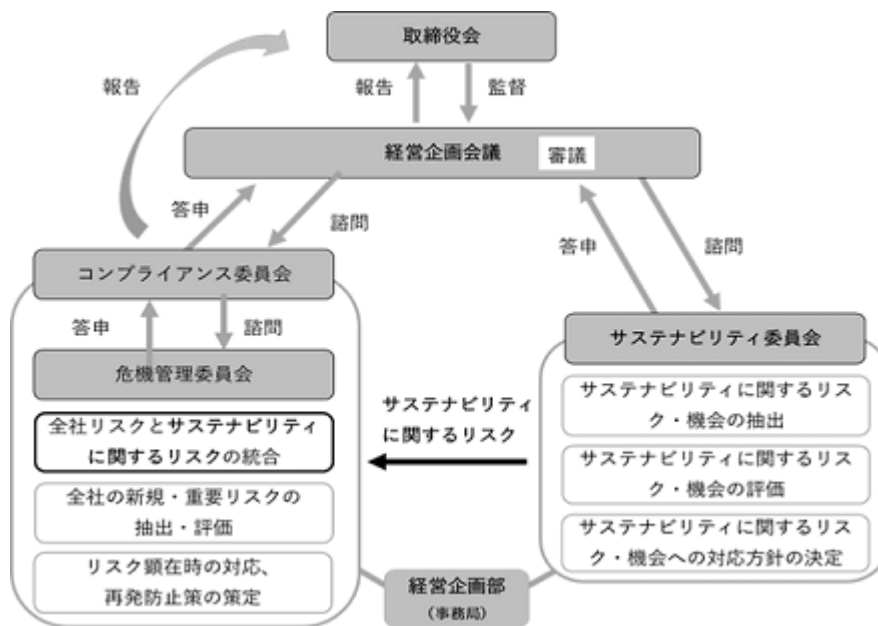 取締役会
報告
報告
監督
経営企画会議
審議
答申
諮問
答申
諮問
コンプライアンス委員会
答申
諮問
危機管理委員会
全社リスクとサステナビリティ
に関するリスクの統合
全社の新規・重要リスクの
抽出・評価
リスク顕在時の対応、
再発防止策の策定
サステナビリティ
に関するリスク
サステナビリティ委員会
サステナビリティに関するリス
ク・機会の抽出
サステナビリティに関するリス
ク・機会の評価
サステナビリティに関するリス
ク・機会への対応方針の決定
経営企画部
(事務局)